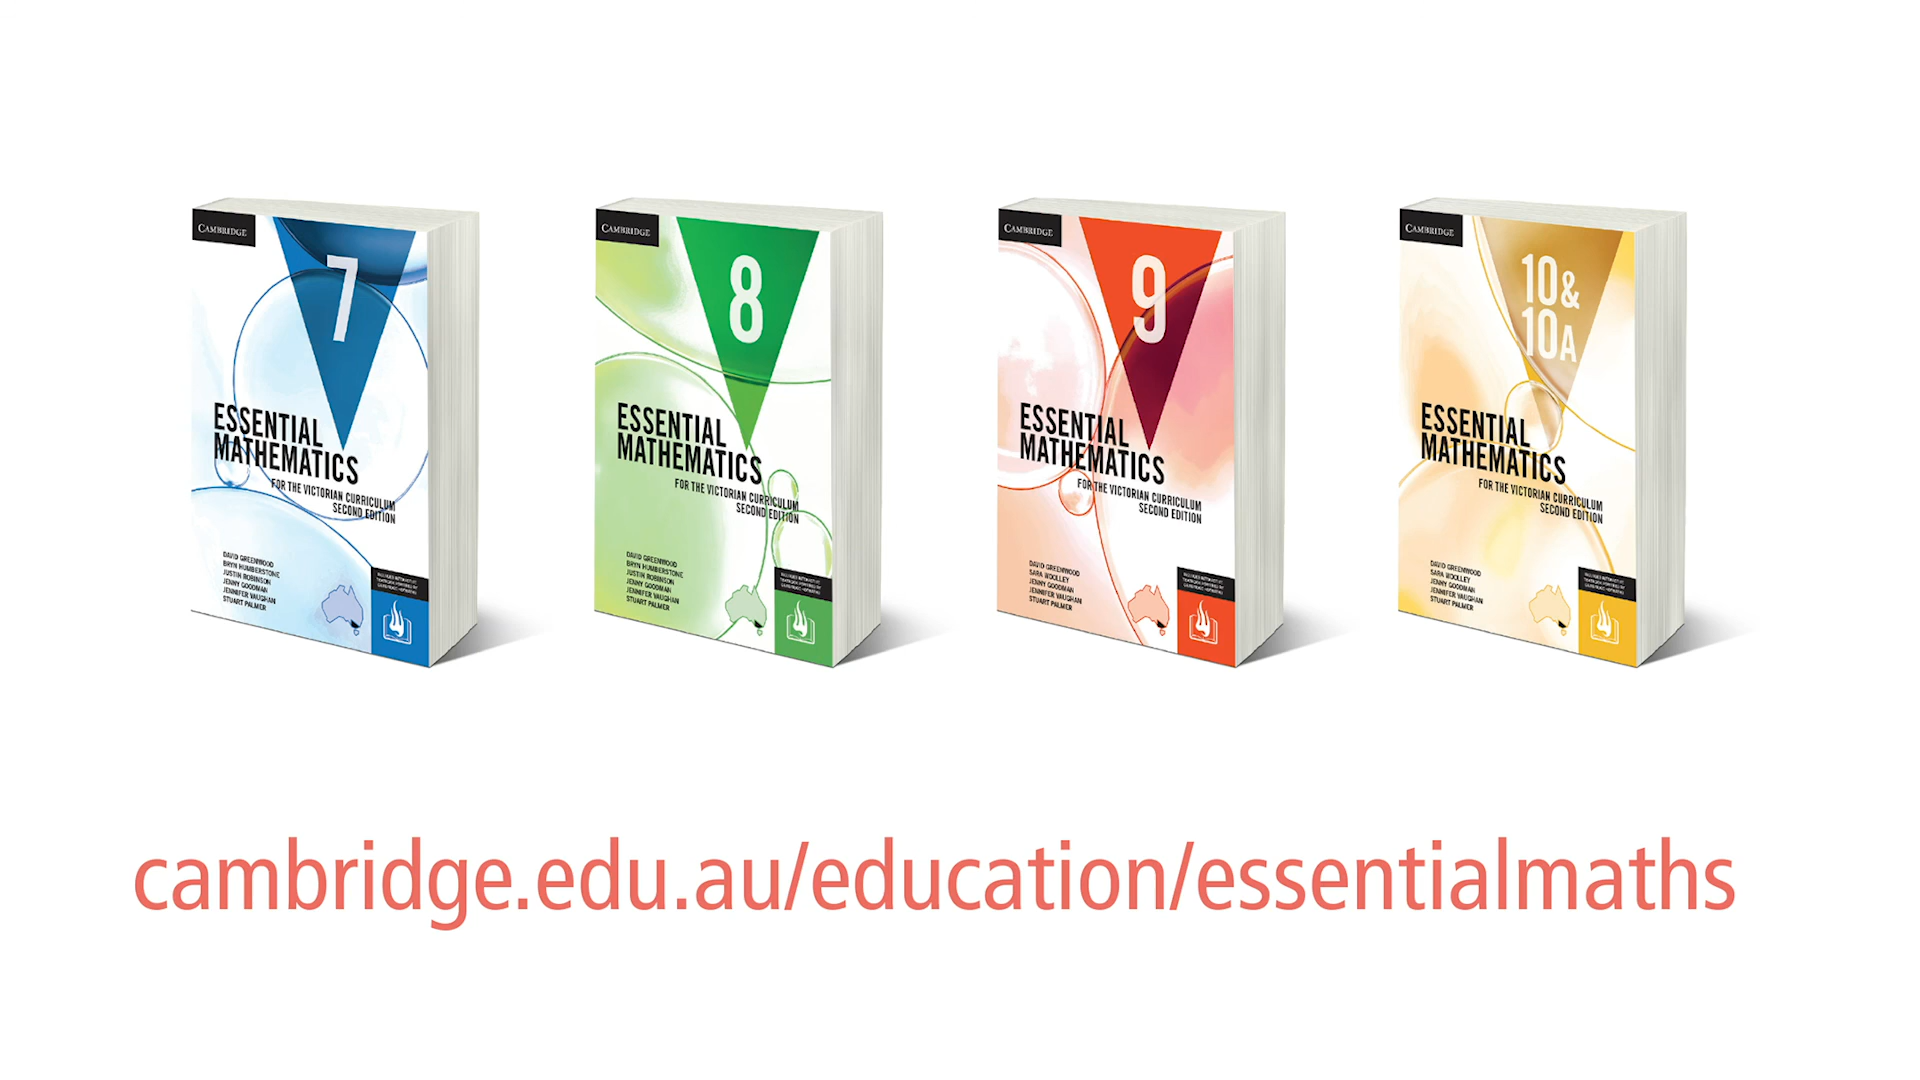 CAMBRIDGE
7
ESSENTIAL
MATHEMATICS
FOR THE VICTORIAN CURRICULUM
SECOND EDITION
DAVID GREENWOOD
BRYN HUMBERSTONE
JUSTIN ROBINSON
JENNY GOODMAN
JENNIFER VAUGHAN
STUART PALMER
CAMBRIDGE
8
ESSENTIAL
MATHEMATICS
FOR THE VICTORIAN CURRICULUM
SECOND EDITION
DAVID GREENWOOD
BRYN HUMBERSTONE
JUSTIN ROBINSON
JENNY GOODMAN
JENNIFER VAUGHAN
STUART PALMER
CAMBRIDGE
9
ESSENTIAL
MATHEMATICS
FOR THE VICTORIAN CURRICULUM
SECOND EDITION
DAVID GREENWOOD
SARA WOOLLEY
JENNY GOODMAN
JENNIFER VAUGHAN
STUART PALMER
CAMBRIDGE
10&
10A
ESSENTIAL
MATHEMATICS
FOR THE VICTORIAN CURRICULUM
SECOND EDITION
DAVID GREENWOOD
SARA WOOLLEY
JENNY GOODMAN
JENNIFER VAUGHAN
STUART PALMER
cambridge.edu.au/education/essentialmaths